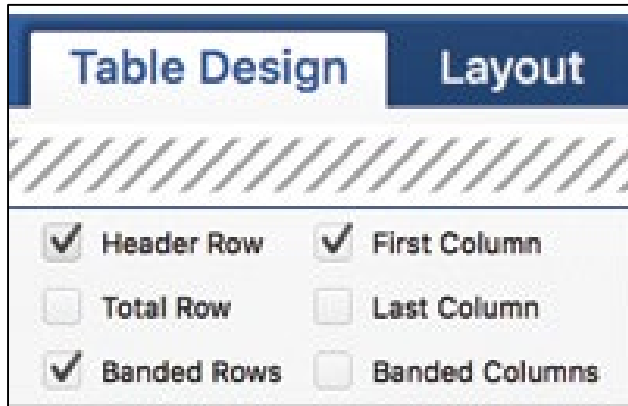 Table Design Layout
Header Row First Column
Total Row Last Column
Banded Rows Banded Columns